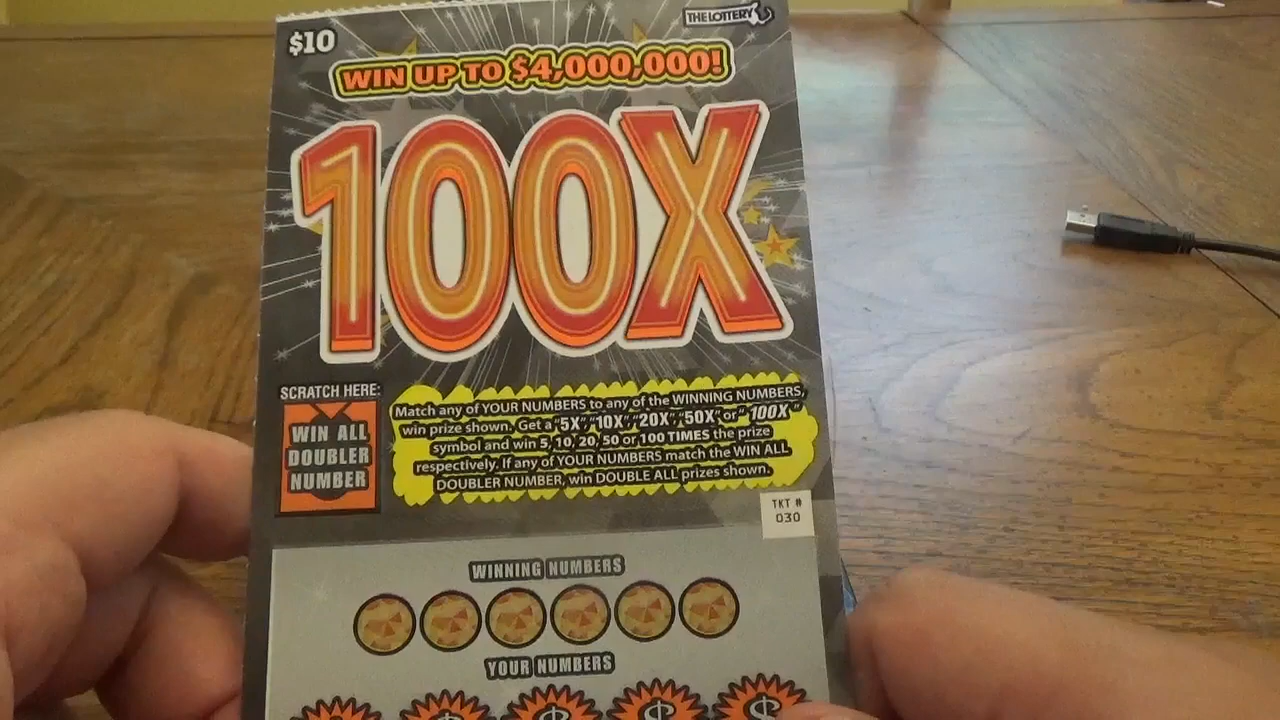 $10
THE LOTTERY
WIN UP TO $4,000,000!
100X
SCRATCH HERE:
WIN ALL
DOUBLER
NUMBER
Match any of YOUR NUMBERS to any of the WINNING NUMBERS,
win prize shown. Get a "5X", "10X", "20X", "50X" or "100X"
symbol and win 5, 10, 20, 50 or 100 TIMES the prize
respectively. If any of YOUR NUMBERS match the WIN ALL
DOUBLER NUMBER, win DOUBLE ALL prizes shown.
TKT #
030
WINNING NUMBERS
YOUR NUMBERS
$ $ $ $ $